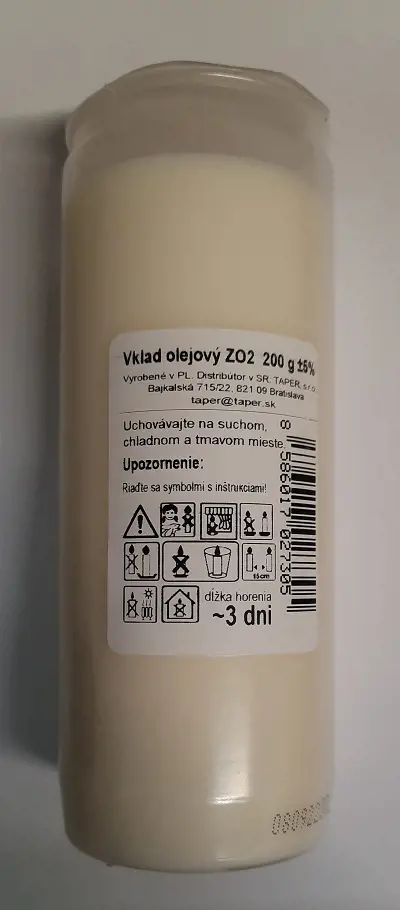 Vklad olejový ZO2 200 g ±5%
Vyrobené v PL. Distribútor v SR. TAPER, s.r.o.
Bajkalská 715/22, 821 09 Bratislava
taper@taper.sk
Uchovávajte na suchom,
chladnom a tmavom mieste.
Upozornenie:
Riaďte sa symbolmi s inštrukciami!
15cm
dĺžka horenia
~3 dni
8 586017 027305